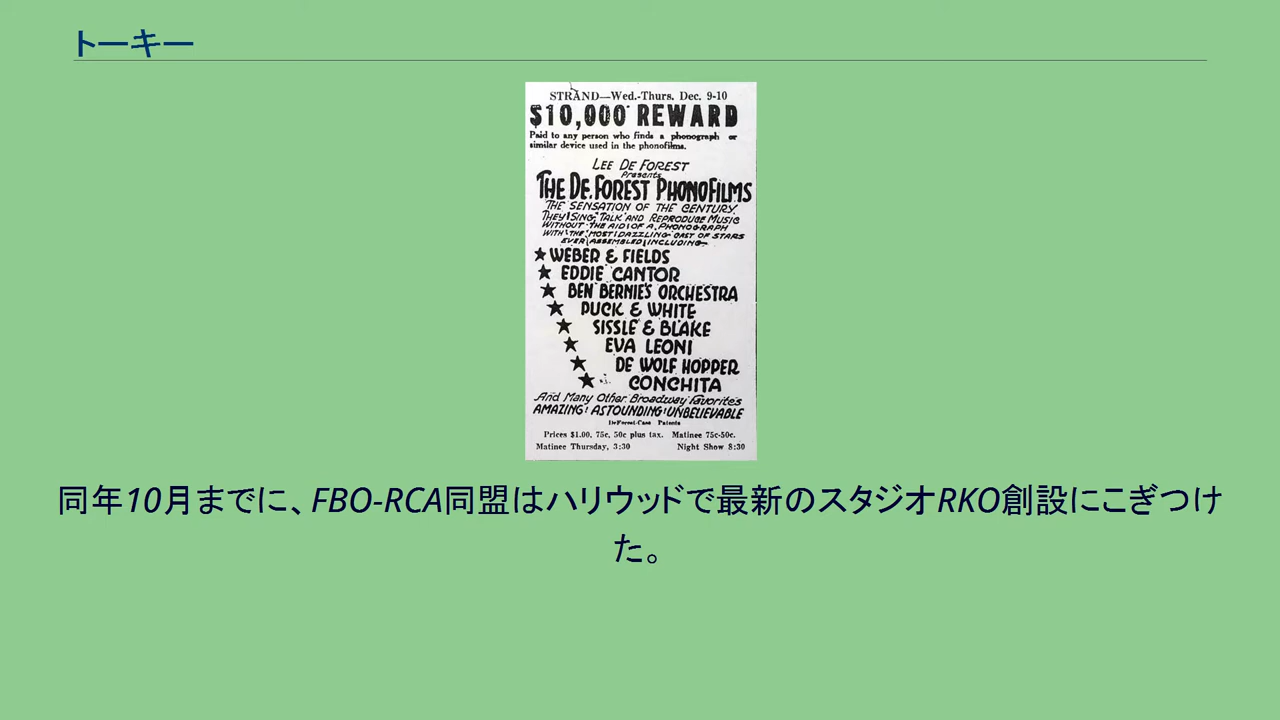 トーキー
STRAND—Wed.-Thurs. Dec. 9-10
$10,000 REWARD
Paid to any person who finds a phonograph or
similar device used in the phonofilms.
LEE DE FOREST
Presents
THE DE FOREST PHONOFILMS
THE SENSATION OF THE CENTURY.
THEY SING, TALK AND REPRODUCE MUSIC
WITHOUT THE AID OF A PHONOGRAPH
WITH THE MOST DAZZLING CAST OF STARS
EVER ASSEMBLED INCLUDING
★ WEBER & FIELDS
★ EDDIE CANTOR
★ BEN BERNIE'S ORCHESTRA
★ PUCK & WHITE
★ SISSLE & BLAKE
★ EVA LEONI
★ DE WOLF HOPPER
★ CONCHITA
And Many Other Broadway Favorites
AMAZING! ASTOUNDING! UNBELIEVABLE
DeForest-Case Patents
Prices $1.00, 75c, 50c plus tax. Matinee 75c-50c.
Matinee Thursday, 3:30 Night Show 8:30
同年10月までに、FBO-RCA同盟はハリウッドで最新のスタジオRKO創設にこぎつけ
た。